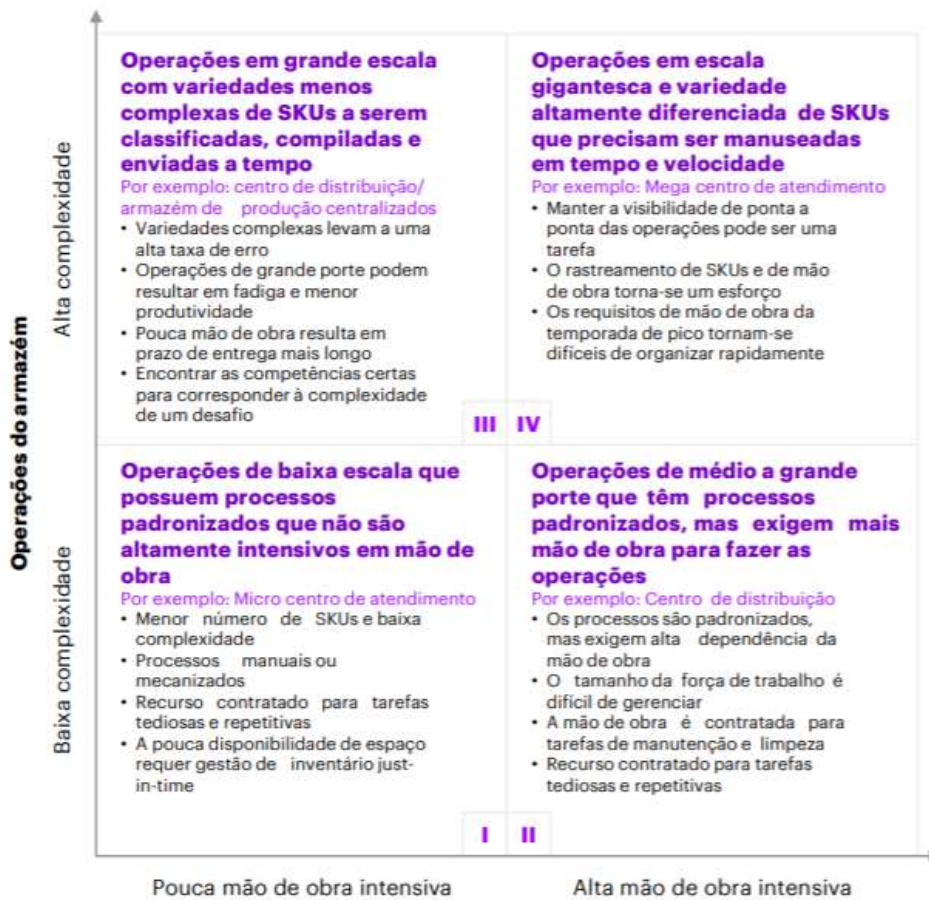 Operações do armazém
Alta complexidade
Operações em grande escala
com variedades menos
complexas de SKUs a serem
classificadas, compiladas e
enviadas a tempo
Por exemplo: centro de distribuição/
armazém de produção centralizados
• Variedades complexas levam a uma
alta taxa de erro
• Operações de grande porte podem
resultar em fadiga e menor
produtividade
• Pouca mão de obra resulta em
prazo de entrega mais longo
• Encontrar as competências certas
para corresponder à complexidade
de um desafio
III
Operações em escala
gigantesca e variedade
altamente diferenciada de SKUs
que precisam ser manuseadas
em tempo e velocidade
Por exemplo: Mega centro de atendimento
• Manter a visibilidade de ponta a
ponta das operações pode ser uma
tarefa
• O rastreamento de SKUs e de mão
de obra torna-se um esforço
• Os requisitos de mão de obra da
temporada de pico tornam-se
difíceis de organizar rapidamente
IV
Baixa complexidade
Operações de baixa escala que
possuem processos
padronizados que não são
altamente intensivos em mão de
obra
Por exemplo: Micro centro de atendimento
• Menor número de SKUs e baixa
complexidade
• Processos manuais ou
mecanizados
• Recurso contratado para tarefas
tediosas e repetitivas
• A pouca disponibilidade de espaço
requer gestão de inventário just-
in-time
I
Operações de médio a grande
porte que têm processos
padronizados, mas exigem mais
mão de obra para fazer as
operações
Por exemplo: Centro de distribuição
• Os processos são padronizados,
mas exigem alta dependência da
mão de obra
• O tamanho da força de trabalho é
difícil de gerenciar
• A mão de obra é contratada para
tarefas de manutenção e limpeza
• Recurso contratado para tarefas
tediosas e repetitivas
II
Pouca mão de obra intensiva
Alta mão de obra intensiva